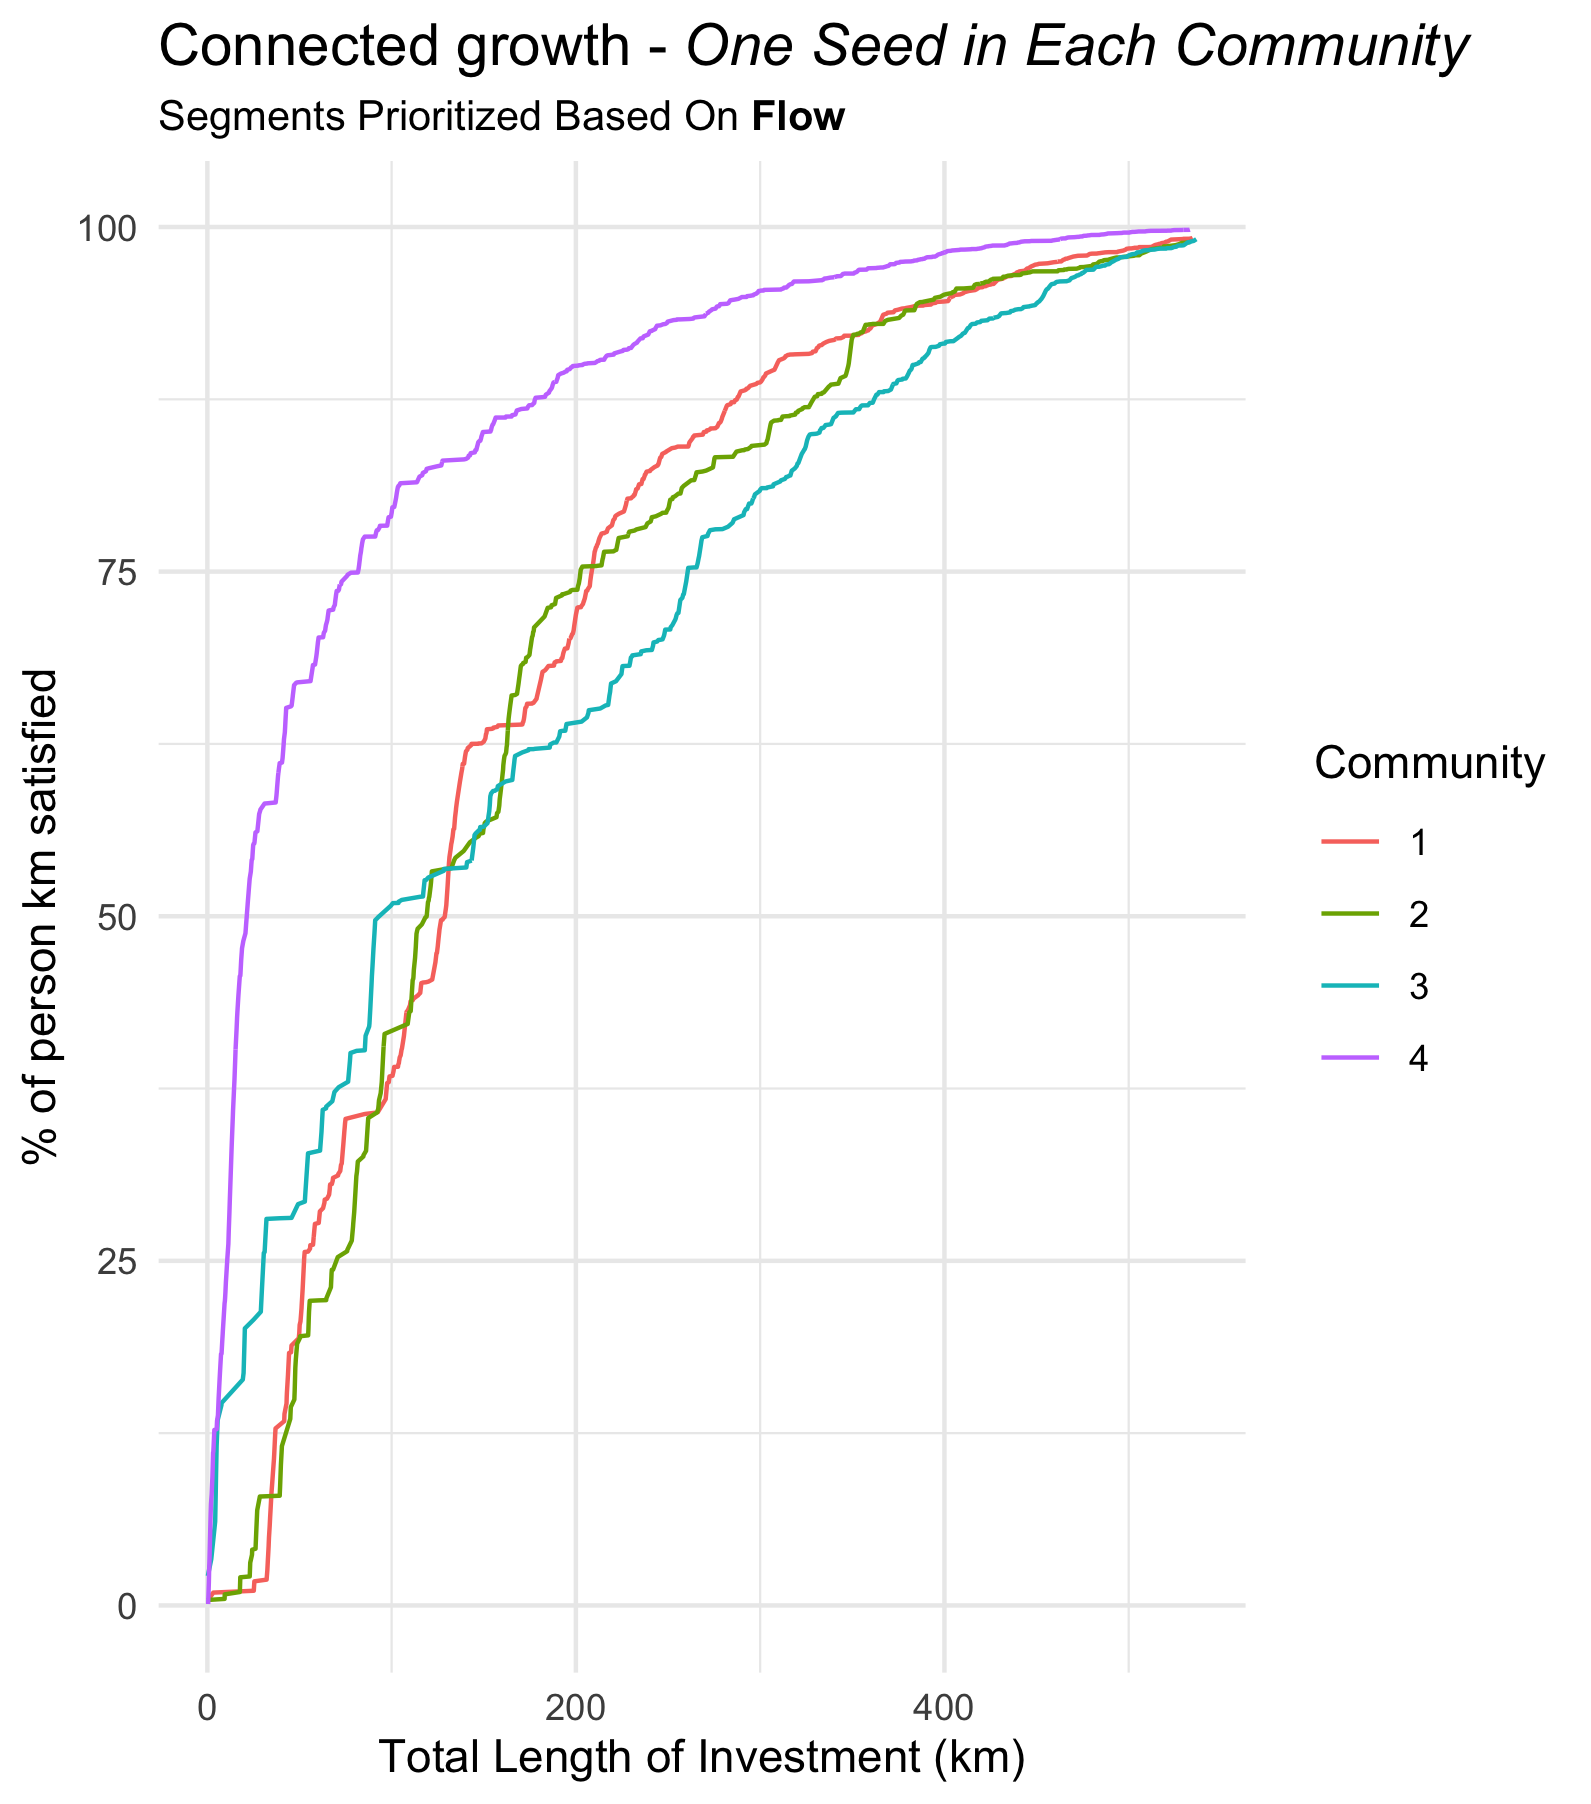 Connected growth - One Seed in Each Community
Segments Prioritized Based On Flow
100
75
50
25
0
% of person km satisfied
0 200 400
Total Length of Investment (km)
Community
1
2
3
4